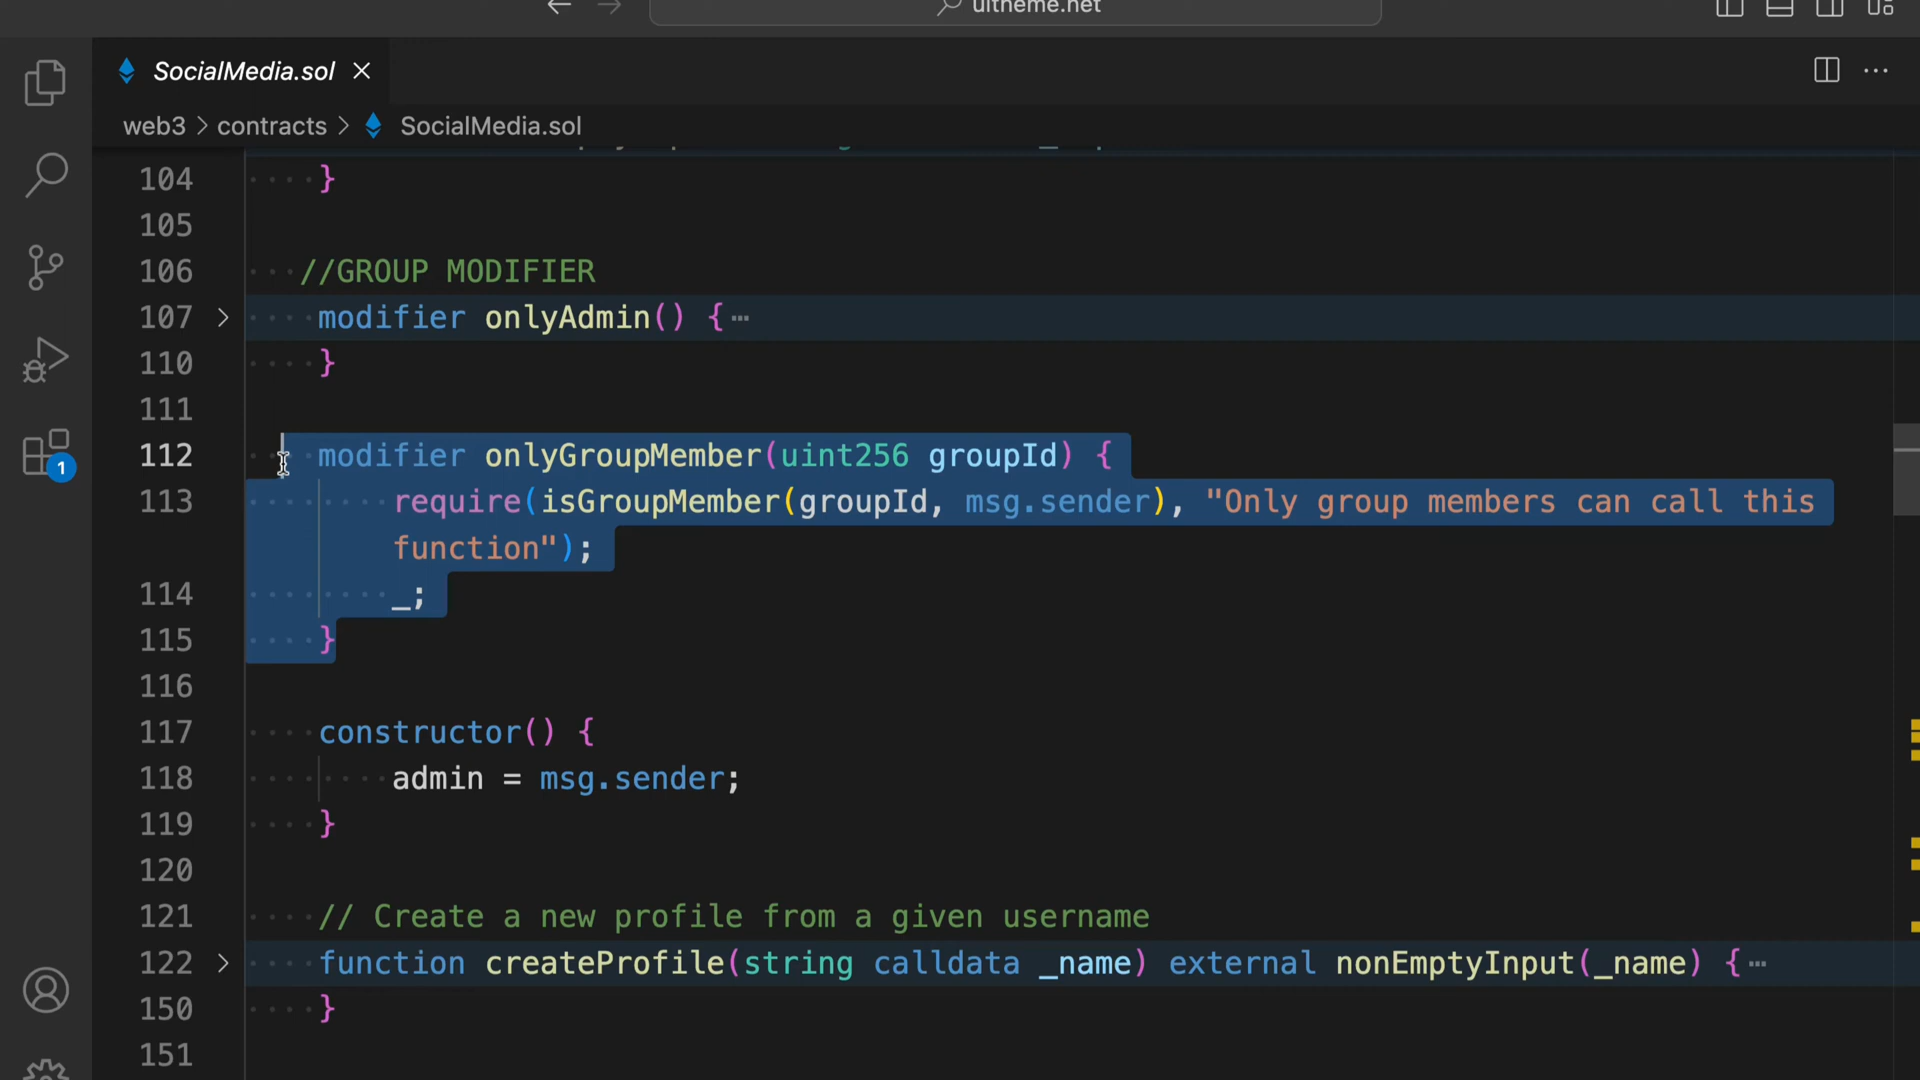 uitheme.net
SocialMedia.sol
web3 > contracts > SocialMedia.sol
104 }
105
106 //GROUP MODIFIER
107 modifier onlyAdmin() {…
110 }
111
112 modifier onlyGroupMember(uint256 groupId) {
113 require(isGroupMember(groupId, msg.sender), "Only group members can call this
function");
114 _;
115 }
116
117 constructor() {
118 admin = msg.sender;
119 }
120
121 // Create a new profile from a given username
122 function createProfile(string calldata _name) external nonEmptyInput(_name) {…
150 }
151
1